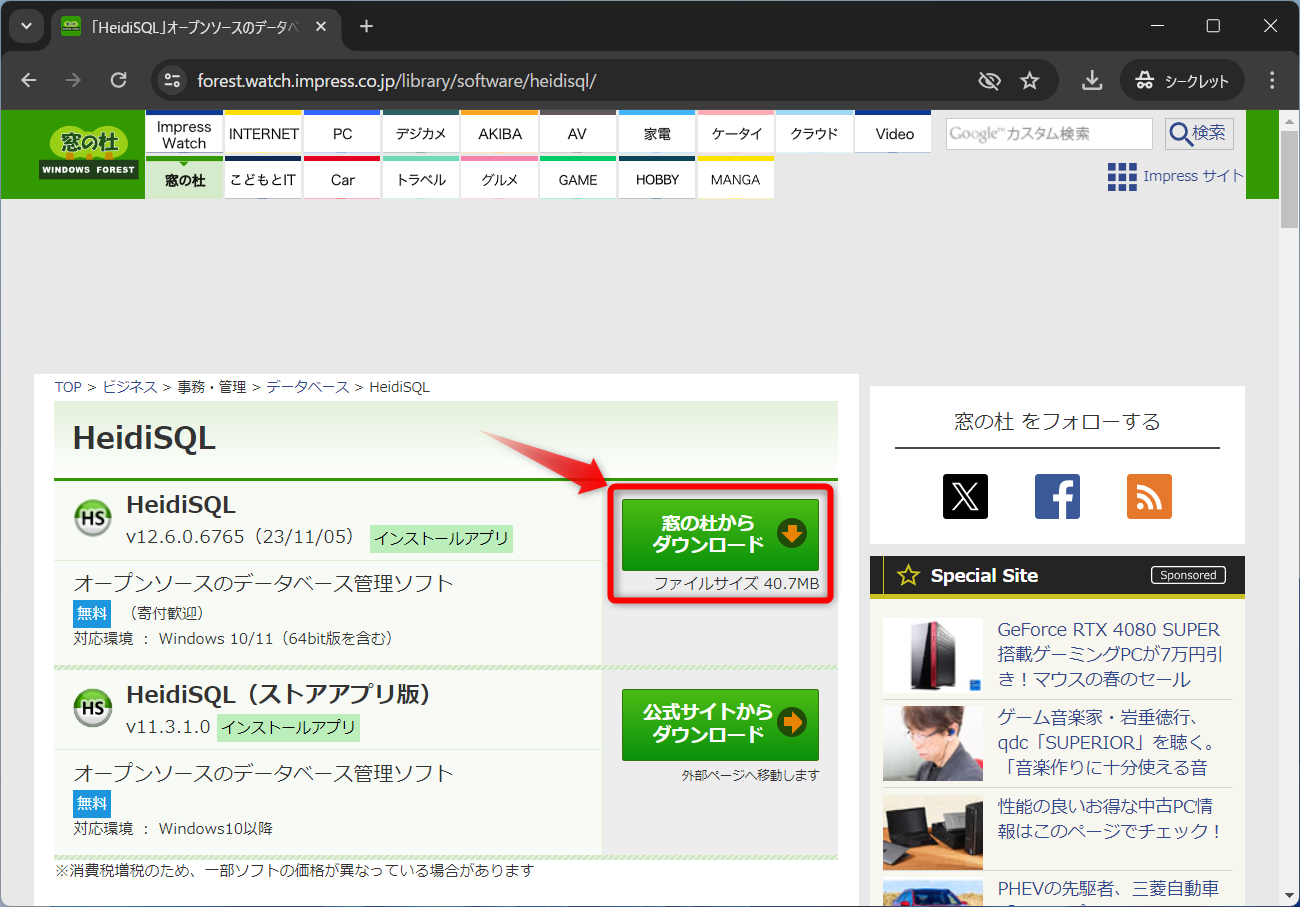 「HeidiSQL」オープンソースのデータベ
forest.watch.impress.co.jp/library/software/heidisql/
シークレット
窓の杜
WINDOWS FOREST
Impress
Watch
INTERNET
PC
デジカメ
AKIBA
AV
家電
ケータイ
クラウド
Video
窓の杜
こどもとIT
Car
トラベル
グルメ
GAME
HOBBY
MANGA
Google™ カスタム検索
検索
Impress サイト
TOP > ビジネス > 事務・管理 > データベース > HeidiSQL
HeidiSQL
HS
HeidiSQL
v12.6.0.6765（23/11/05）
インストールアプリ
窓の杜から
ダウンロード
ファイルサイズ 40.7MB
オープンソースのデータベース管理ソフト
無料 （寄付歓迎）
対応環境 ： Windows 10/11（64bit版を含む）
HS
HeidiSQL（ストアアプリ版）
v11.3.1.0 インストールアプリ
公式サイトから
ダウンロード
外部ページへ移動します
オープンソースのデータベース管理ソフト
無料
対応環境 ： Windows10以降
※消費税増税のため、一部ソフトの価格が異なっている場合があります
窓の杜 をフォローする
Special Site
Sponsored
GeForce RTX 4080 SUPER
搭載ゲーミングPCが7万円引
き！マウスの春のセール
ゲーム音楽家・岩垂徳行、
qdc「SUPERIOR」を聴く。
「音楽作りに十分使える音
性能の良いお得な中古PC情
報はこのページでチェック！
PHEVの先駆者、三菱自動車